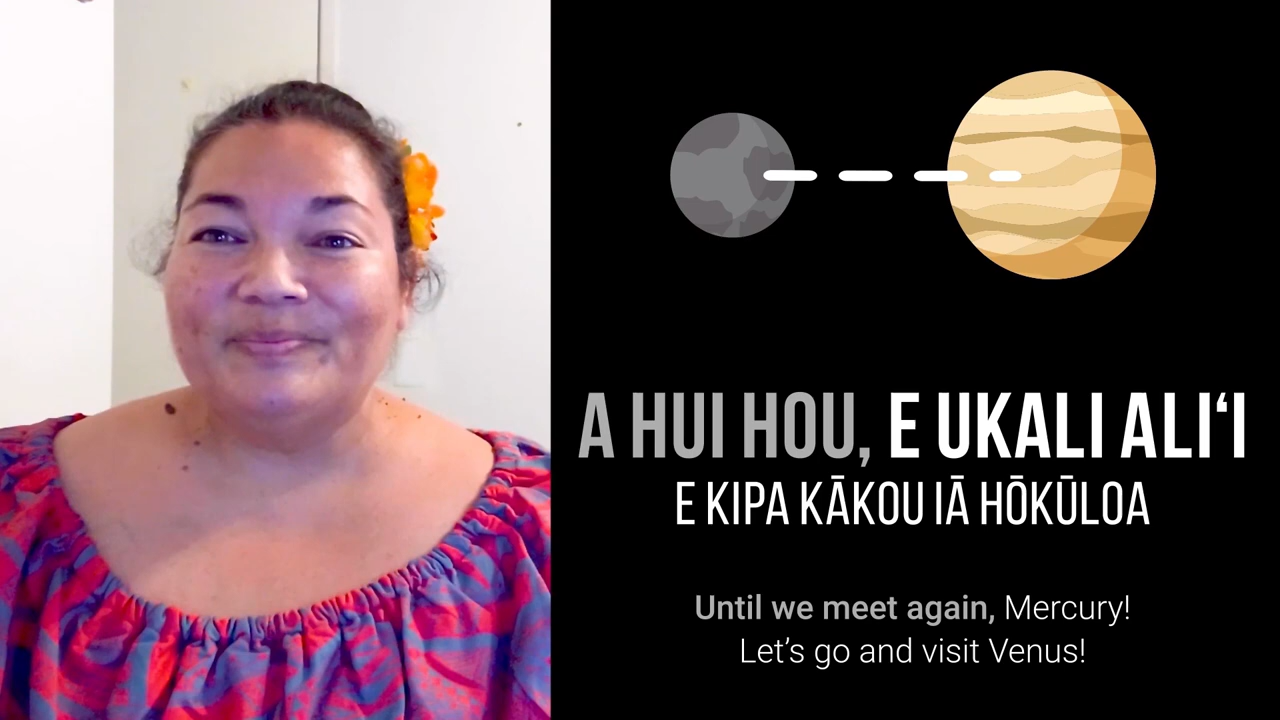 A HUI HOU, E UKALI ALIʻI
E KIPA KĀKOU IĀ HŌKŪLOA
Until we meet again, Mercury!
Let’s go and visit Venus!